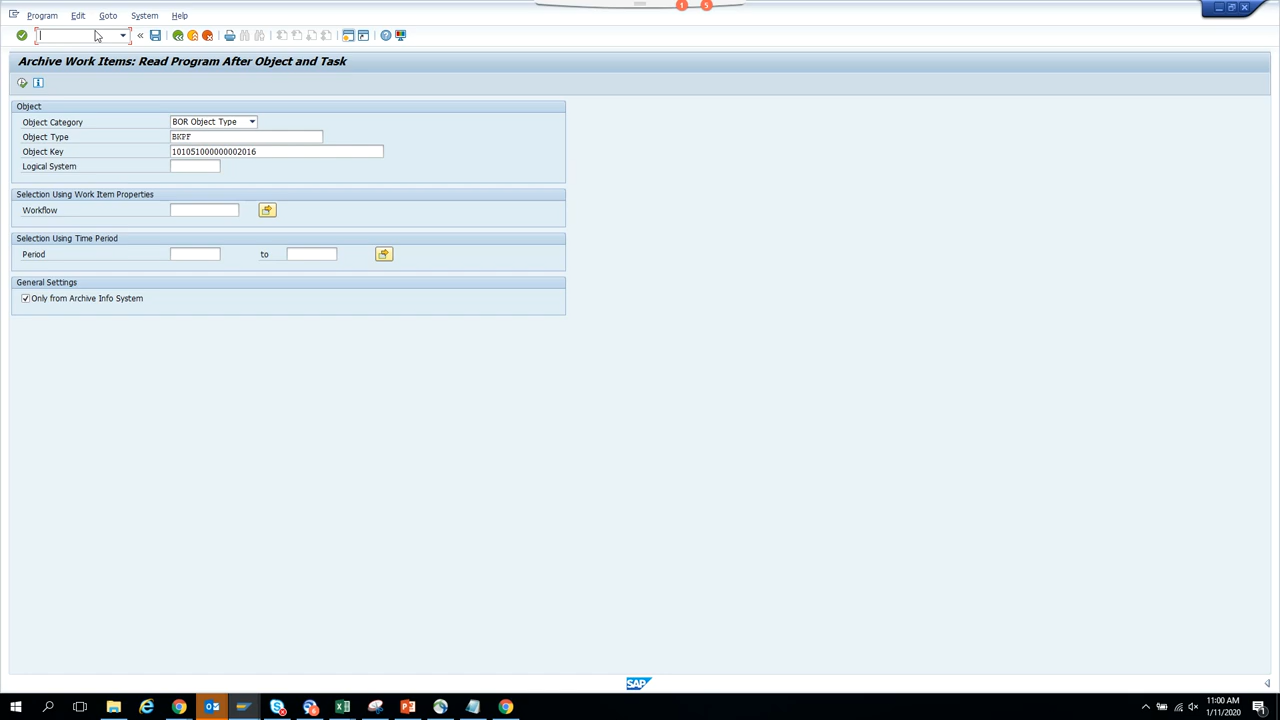 Program Edit Goto System Help
1 5
Archive Work Items: Read Program After Object and Task
Object
Object Category BOR Object Type
Object Type BKPF
Object Key 101051000000002016
Logical System
Selection Using Work Item Properties
Workflow
Selection Using Time Period
Period to
General Settings
Only from Archive Info System
SAP
11:00 AM
1/11/2020